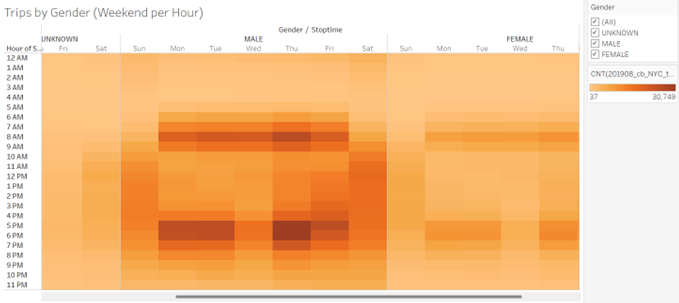 Trips by Gender (Weekend per Hour)
Gender / Stoptime
UNKNOWN MALE FEMALE
Hour of S.. Fri Sat Sun Mon Tue Wed Thu Fri Sat Sun Mon Tue Wed Thu
12 AM
1 AM
2 AM
3 AM
4 AM
5 AM
6 AM
7 AM
8 AM
9 AM
10 AM
11 AM
12 PM
1 PM
2 PM
3 PM
4 PM
5 PM
6 PM
7 PM
8 PM
9 PM
10 PM
11 PM
Gender
(All)
UNKNOWN
MALE
FEMALE
CNT(201908_cb_NYC_t...
37 30,749